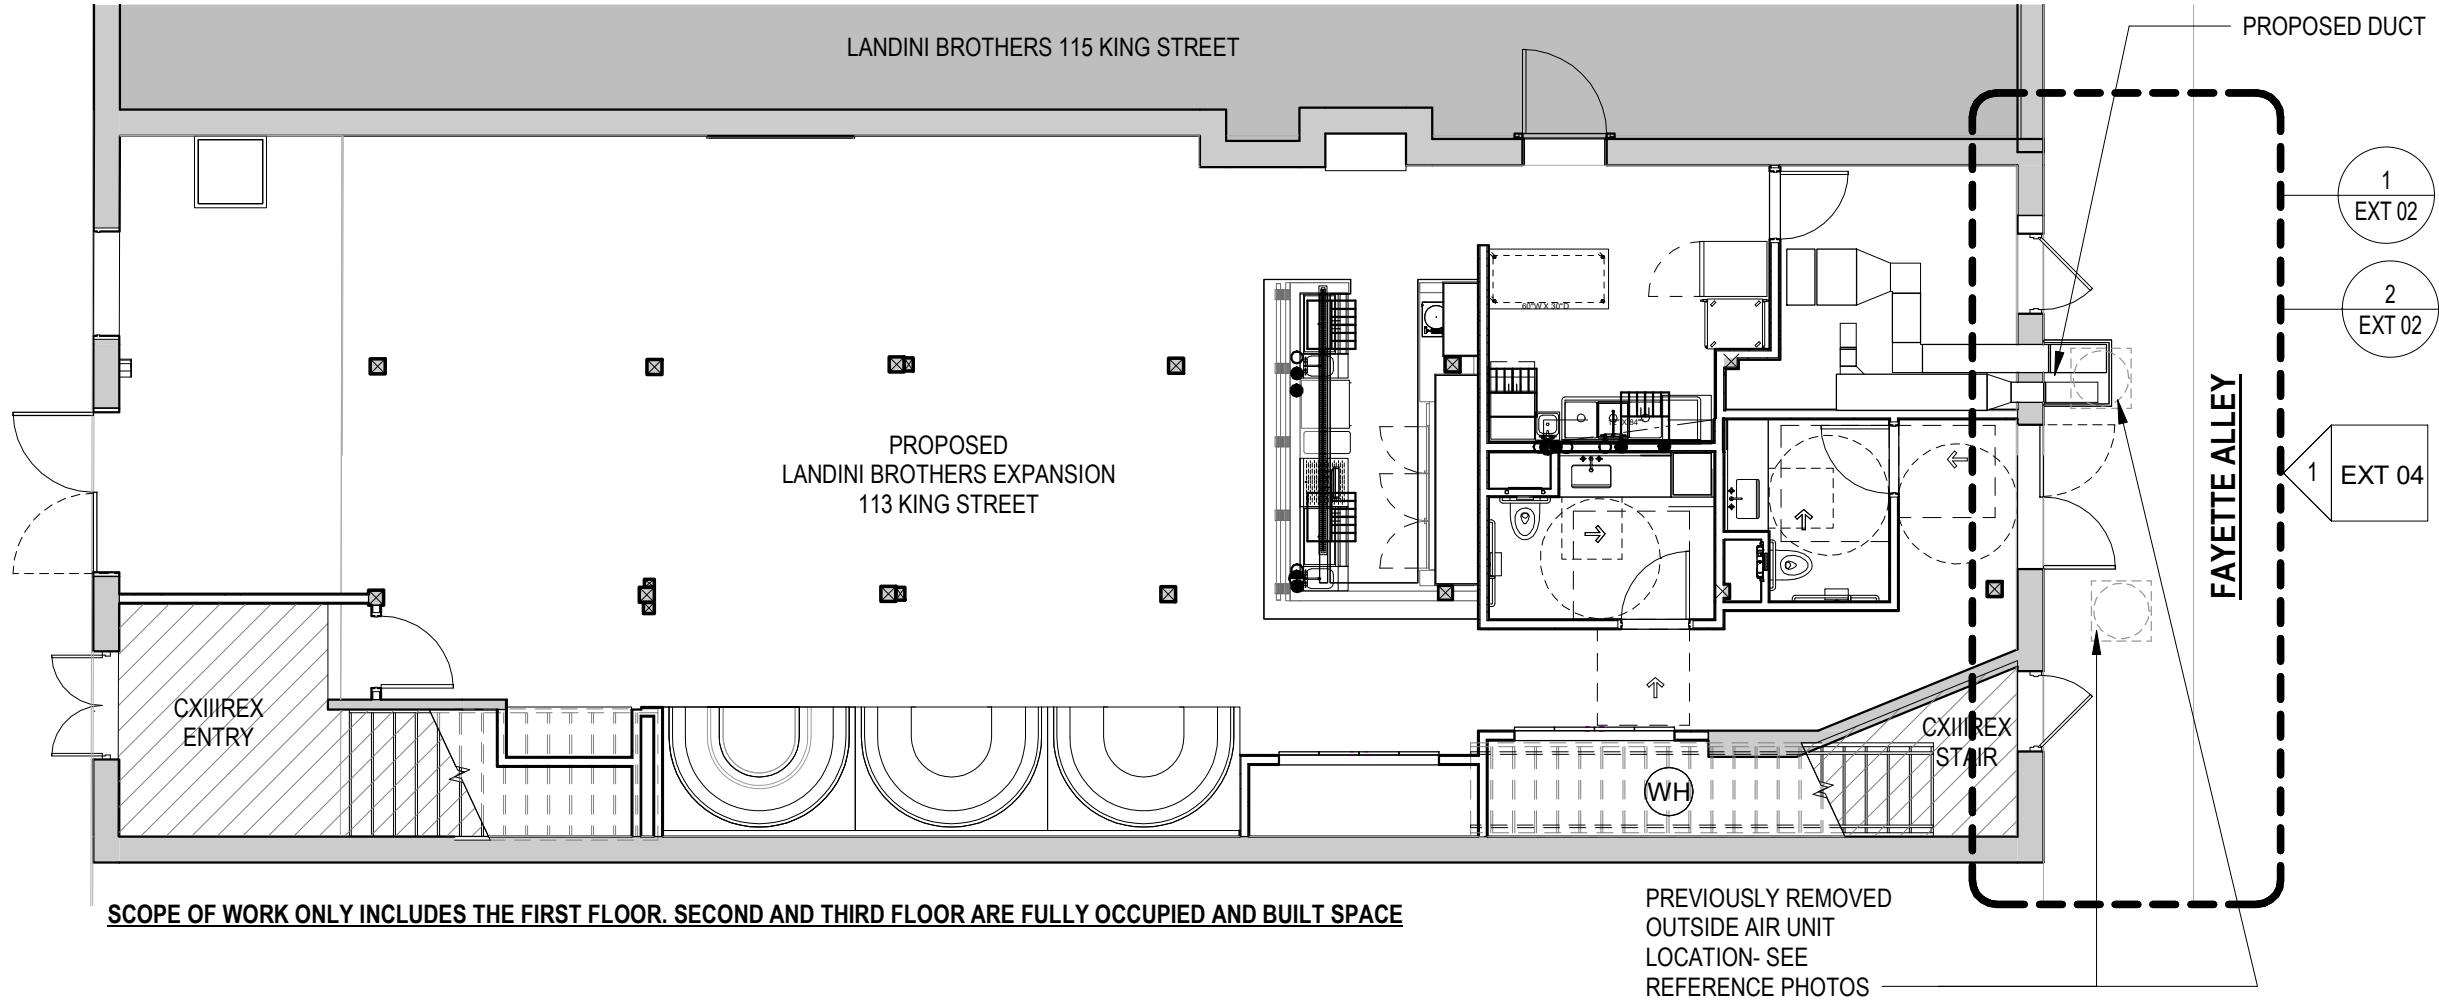 LANDINI BROTHERS 115 KING STREET
PROPOSED DUCT
1
EXT 02
2
EXT 02
60"W X 30"D
PROPOSED
LANDINI BROTHERS EXPANSION
113 KING STREET
FAYETTE ALLEY
1
EXT 04
CXIIIREX
ENTRY
CXIIIREX
STAIR
WH
SCOPE OF WORK ONLY INCLUDES THE FIRST FLOOR. SECOND AND THIRD FLOOR ARE FULLY OCCUPIED AND BUILT SPACE
PREVIOUSLY REMOVED
OUTSIDE AIR UNIT
LOCATION- SEE
REFERENCE PHOTOS